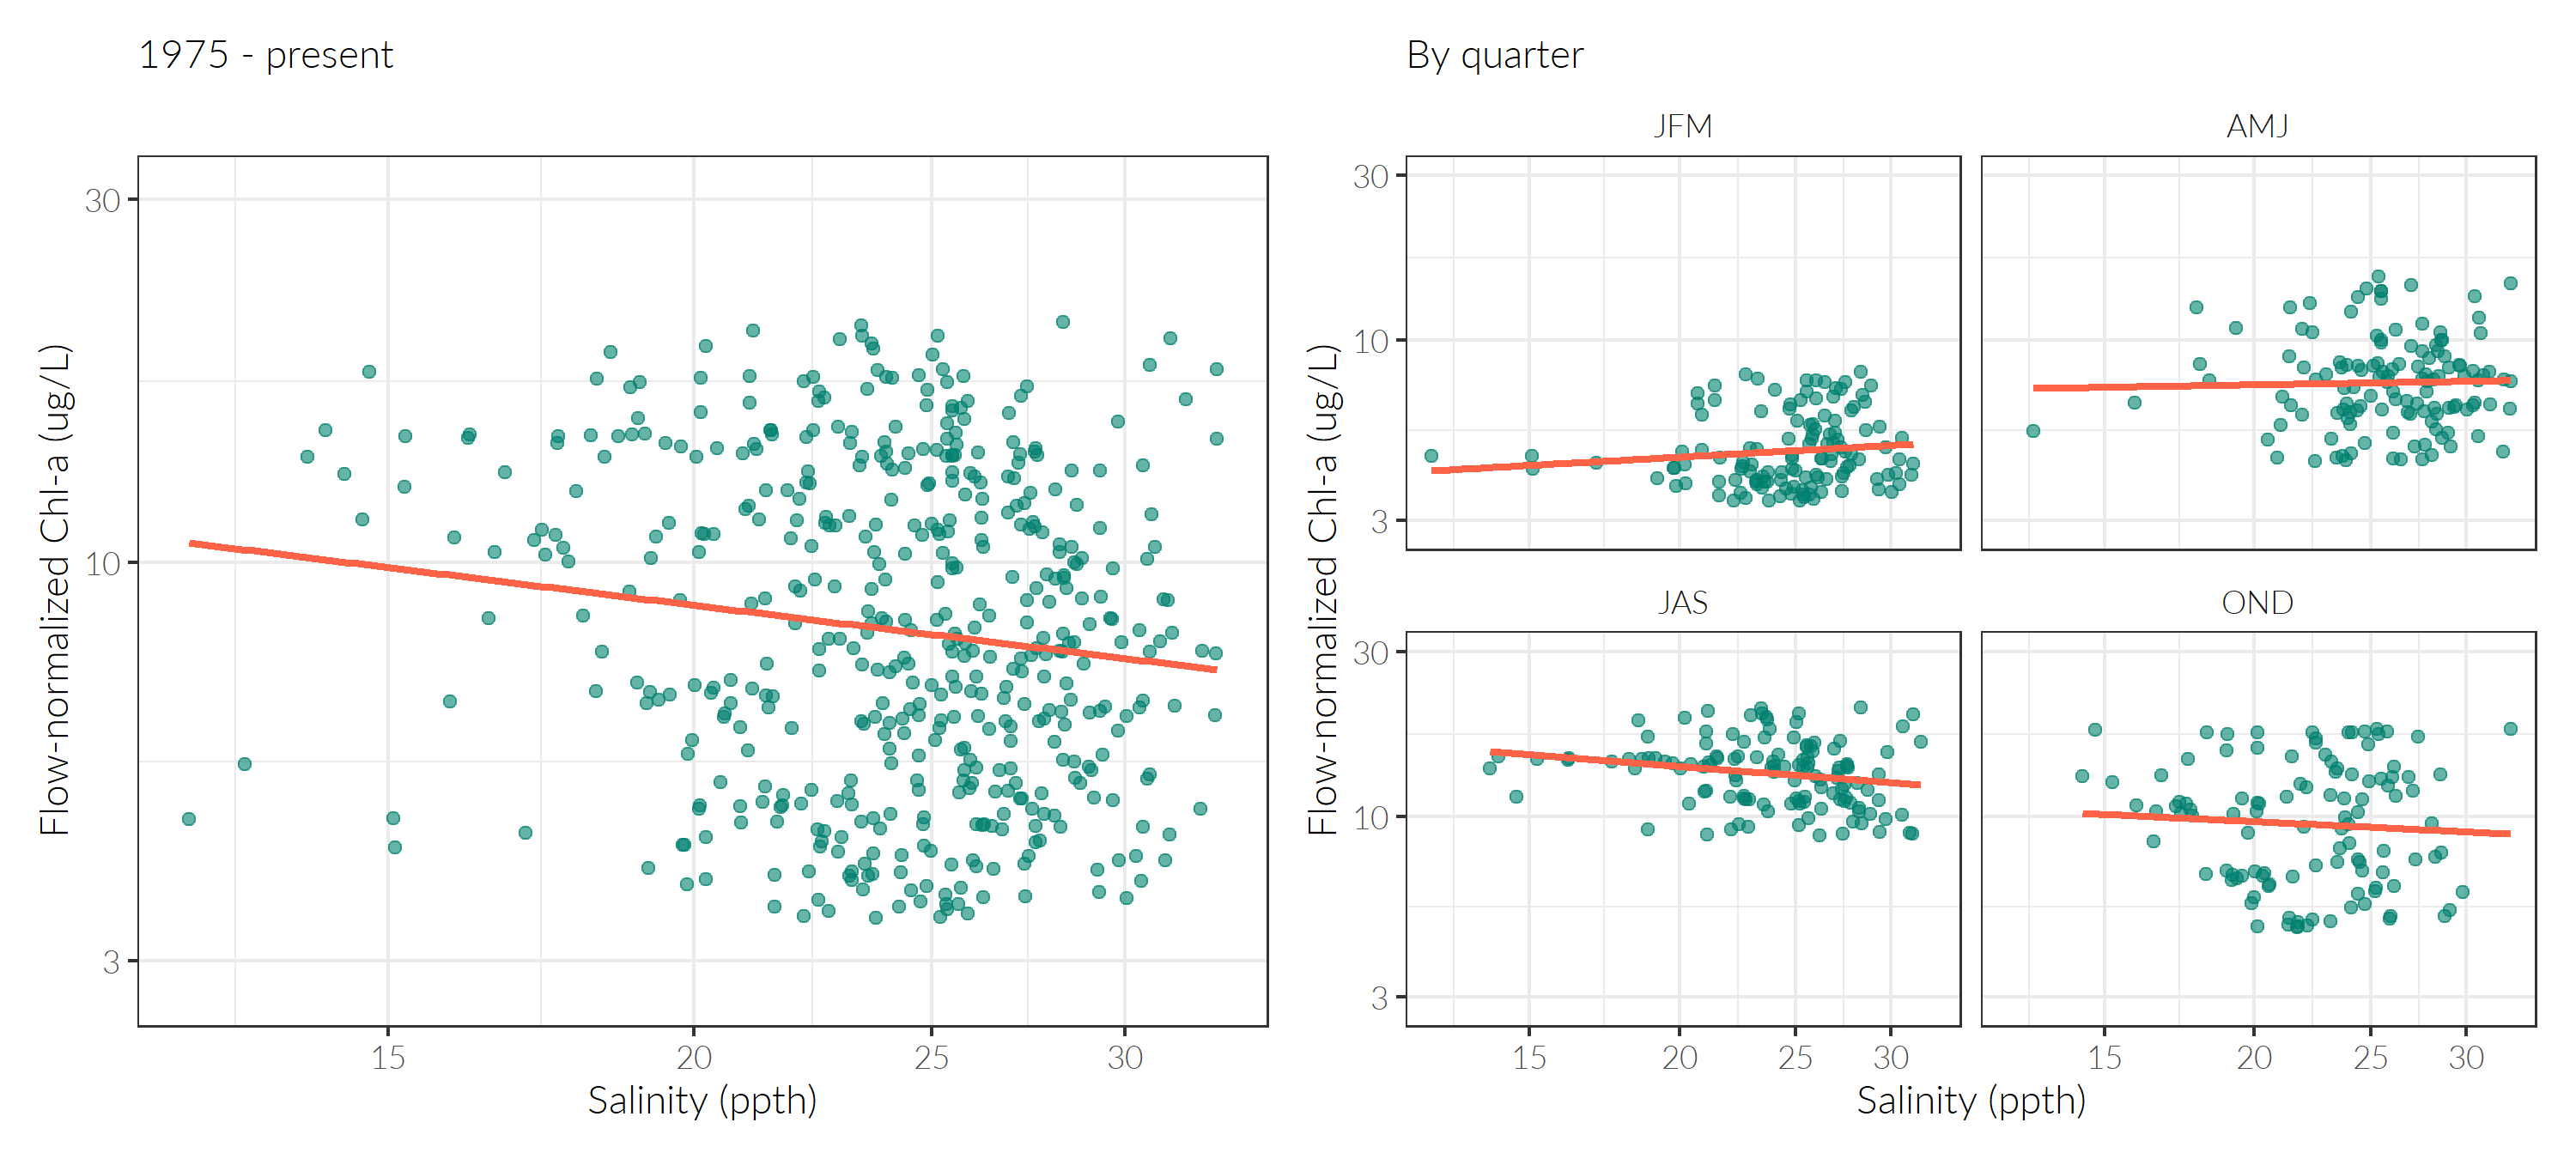 1975 - present
30
10
3
15 20 25 30
Salinity (ppth)
Flow-normalized Chl-a (ug/L)
By quarter
JFM AMJ
30
10
3
JAS OND
30
10
3
15 20 25 30 15 20 25 30
Salinity (ppth)
Flow-normalized Chl-a (ug/L)